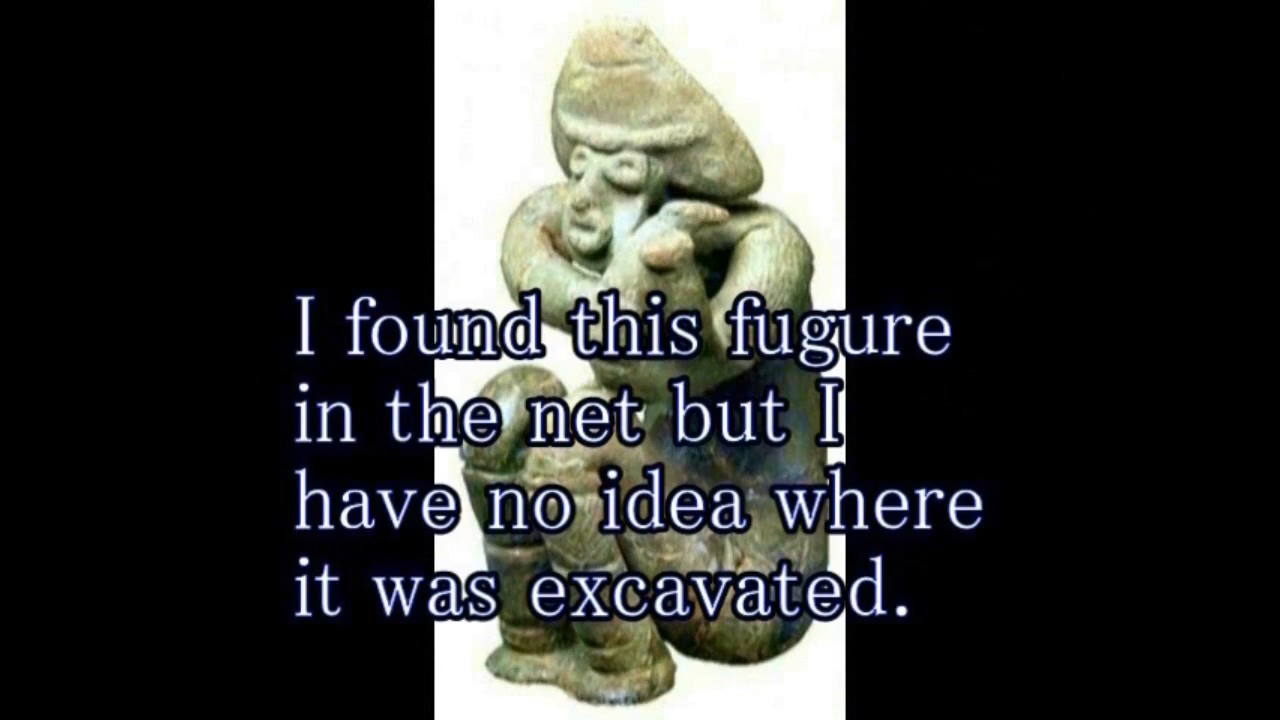 I found this fugure
in the net but I
have no idea where
it was excavated.